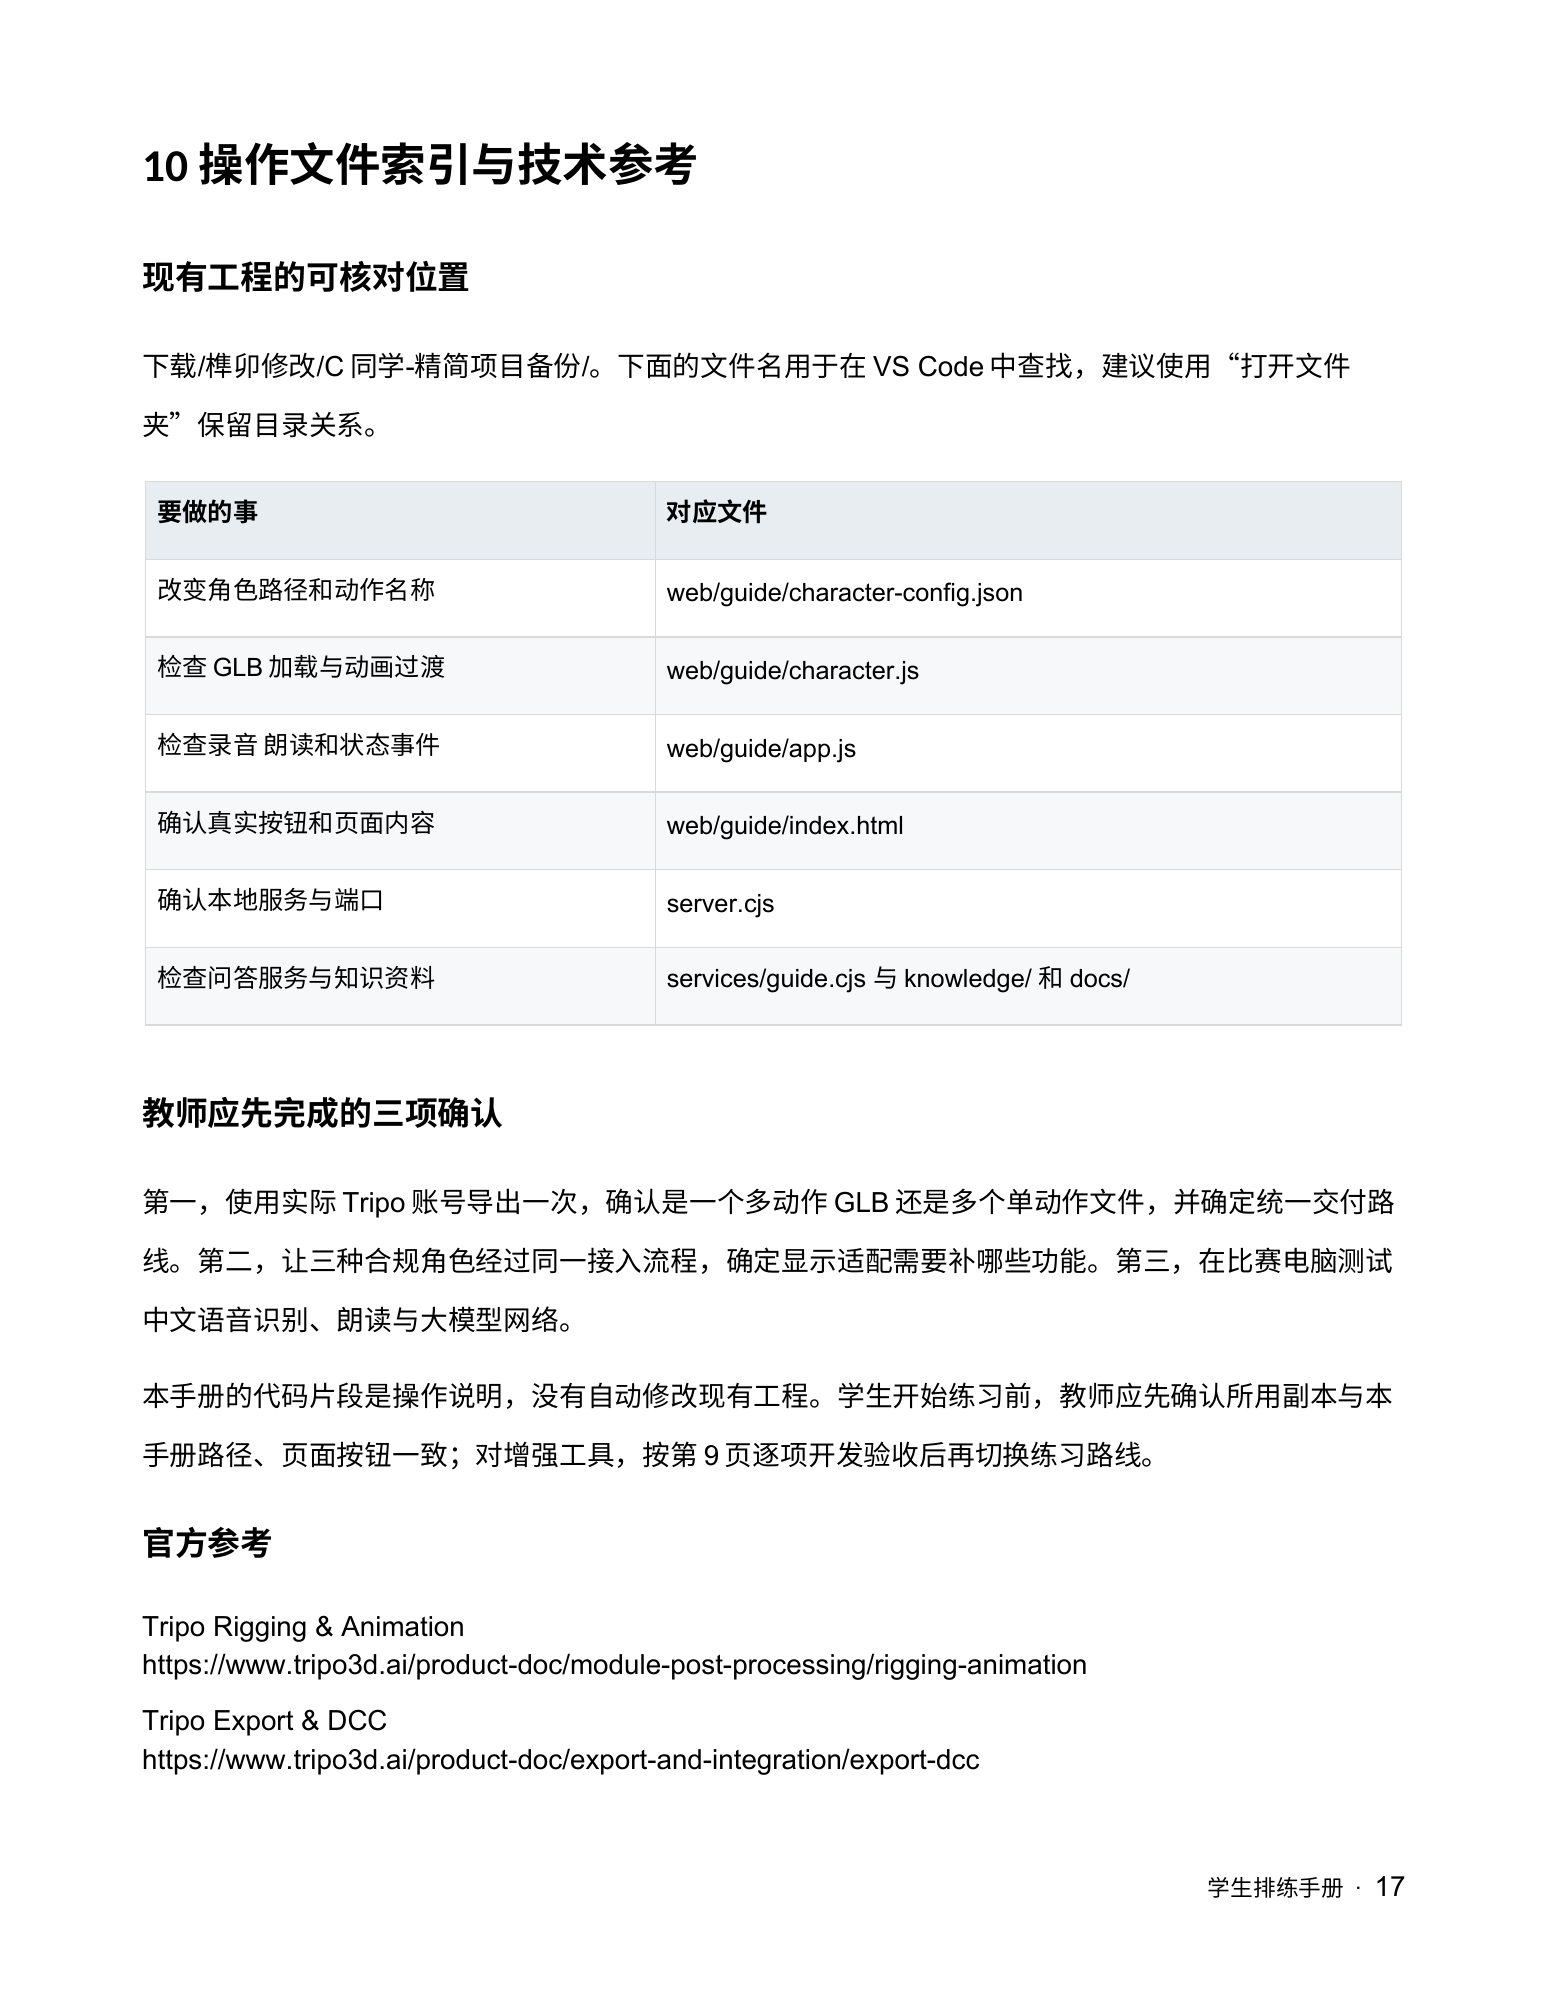 10 操作文件索引与技术参考
现有工程的可核对位置
下载/榫卯修改/C 同学-精简项目备份/。下面的文件名用于在 VS Code 中查找，建议使用“打开文件
夹”保留目录关系。
要做的事 对应文件
改变角色路径和动作名称 web/guide/character-config.json
检查 GLB 加载与动画过渡 web/guide/character.js
检查录音 朗读和状态事件 web/guide/app.js
确认真实按钮和页面内容 web/guide/index.html
确认本地服务与端口 server.cjs
检查问答服务与知识资料 services/guide.cjs 与 knowledge/ 和 docs/
教师应先完成的三项确认
第一，使用实际 Tripo 账号导出一次，确认是一个多动作 GLB 还是多个单动作文件，并确定统一交付路
线。第二，让三种合规角色经过同一接入流程，确定显示适配需要补哪些功能。第三，在比赛电脑测试
中文语音识别、朗读与大模型网络。
本手册的代码片段是操作说明，没有自动修改现有工程。学生开始练习前，教师应先确认所用副本与本
手册路径、页面按钮一致；对增强工具，按第 9 页逐项开发验收后再切换练习路线。
官方参考
Tripo Rigging & Animation
https://www.tripo3d.ai/product-doc/module-post-processing/rigging-animation
Tripo Export & DCC
https://www.tripo3d.ai/product-doc/export-and-integration/export-dcc
学生排练手册 · 17